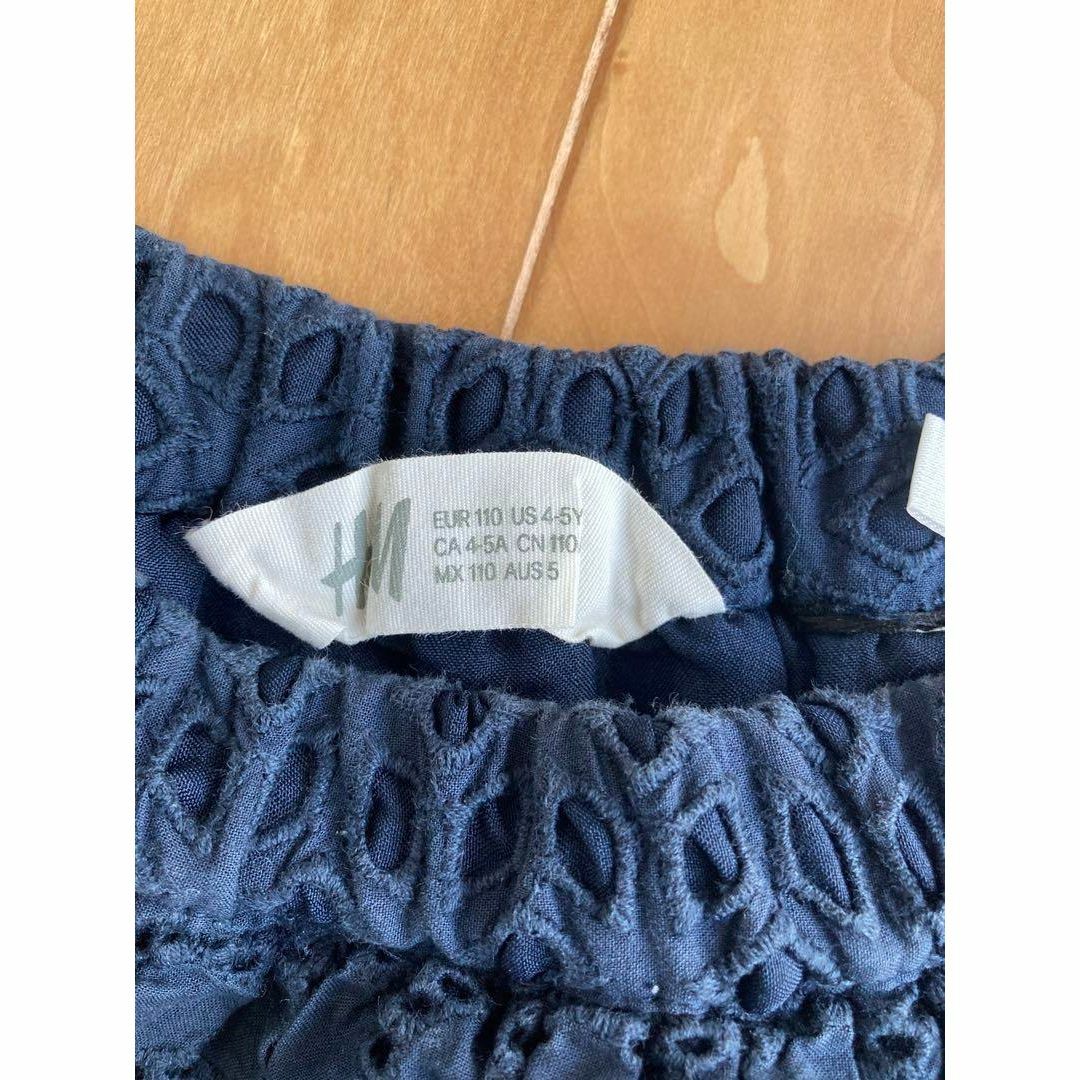 H&M
EUR 110 US 4-5Y
CA 4-5A CN 110
MX 110 AUS 5